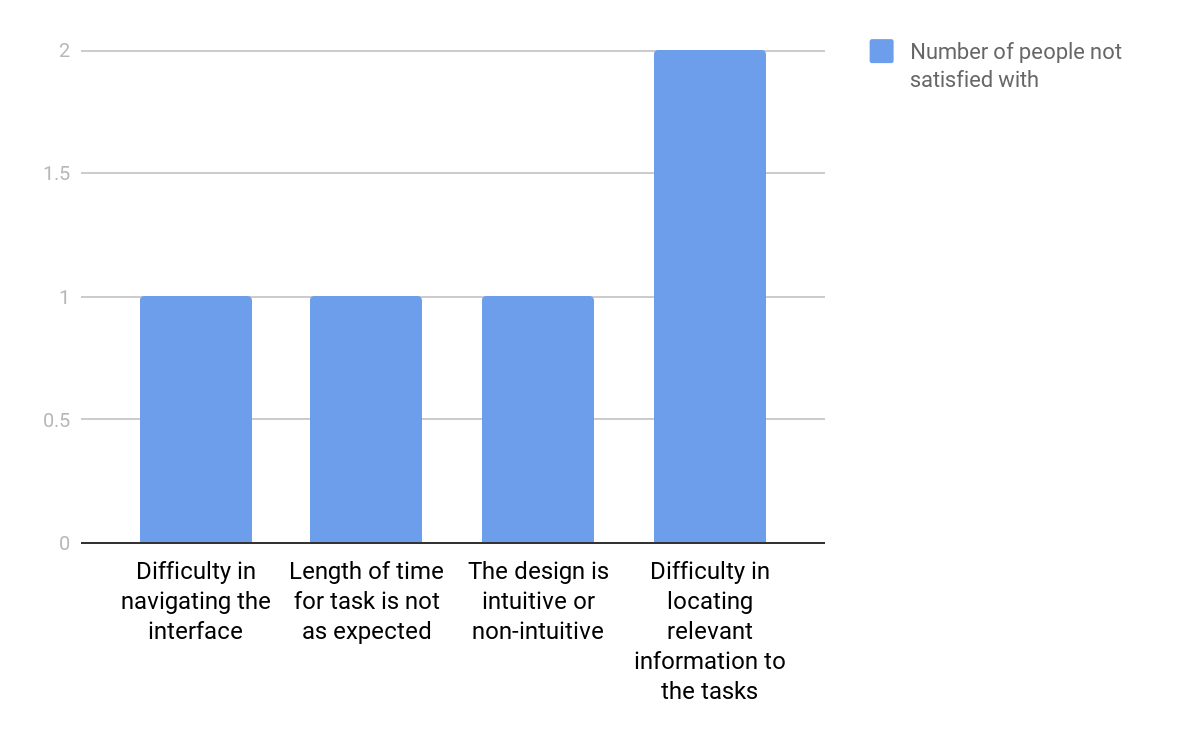 2
1.5
1
0.5
0
Difficulty in
navigating the
interface
Length of time
for task is not
as expected
The design is
intuitive or
non-intuitive
Difficulty in
locating
relevant
information to
the tasks
Number of people not
satisfied with